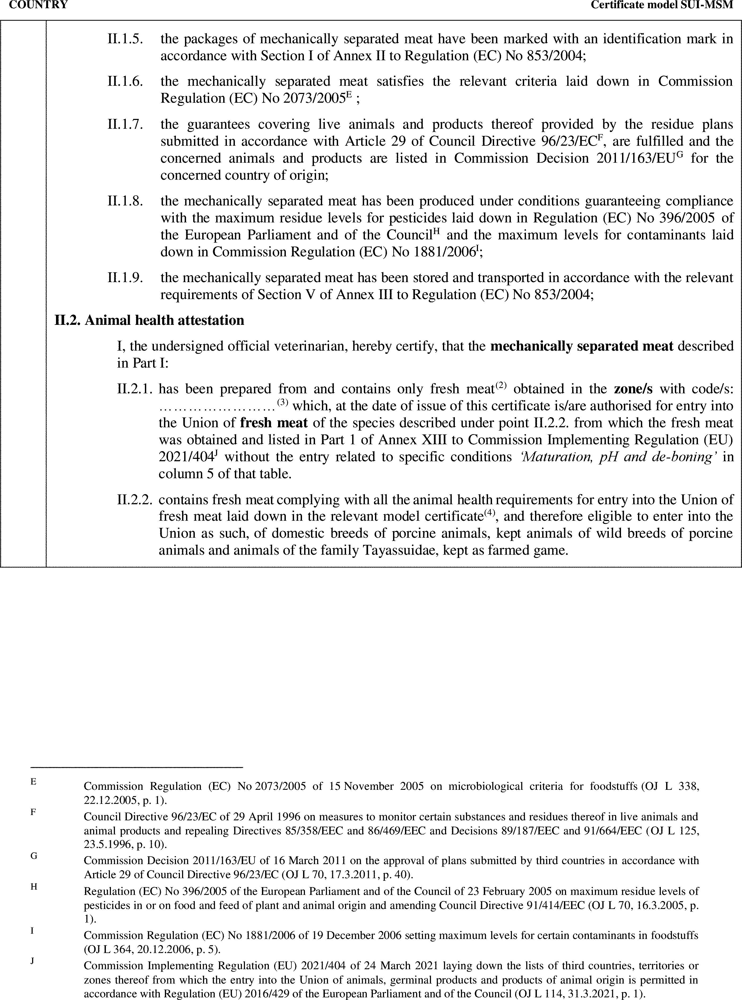 COUNTRY Certificate model SUI-MSM
II.1.5. the packages of mechanically separated meat have been marked with an identification mark in
accordance with Section I of Annex II to Regulation (EC) No 853/2004;
II.1.6. the mechanically separated meat satisfies the relevant criteria laid down in Commission
Regulation (EC) No 2073/2005E ;
II.1.7. the guarantees covering live animals and products thereof provided by the residue plans
submitted in accordance with Article 29 of Council Directive 96/23/ECF, are fulfilled and the
concerned animals and products are listed in Commission Decision 2011/163/EUG for the
concerned country of origin;
II.1.8. the mechanically separated meat has been produced under conditions guaranteeing compliance
with the maximum residue levels for pesticides laid down in Regulation (EC) No 396/2005 of
the European Parliament and of the CouncilH and the maximum levels for contaminants laid
down in Commission Regulation (EC) No 1881/2006I;
II.1.9. the mechanically separated meat has been stored and transported in accordance with the relevant
requirements of Section V of Annex III to Regulation (EC) No 853/2004;
II.2. Animal health attestation
I, the undersigned official veterinarian, hereby certify, that the mechanically separated meat described
in Part I:
II.2.1. has been prepared from and contains only fresh meat(2) obtained in the zone/s with code/s:
……………………(3) which, at the date of issue of this certificate is/are authorised for entry into
the Union of fresh meat of the species described under point II.2.2. from which the fresh meat
was obtained and listed in Part 1 of Annex XIII to Commission Implementing Regulation (EU)
2021/404J without the entry related to specific conditions ‘Maturation, pH and de-boning’ in
column 5 of that table.
II.2.2. contains fresh meat complying with all the animal health requirements for entry into the Union of
fresh meat laid down in the relevant model certificate(4), and therefore eligible to enter into the
Union as such, of domestic breeds of porcine animals, kept animals of wild breeds of porcine
animals and animals of the family Tayassuidae, kept as farmed game.
E Commission Regulation (EC) No 2073/2005 of 15 November 2005 on microbiological criteria for foodstuffs (OJ L 338,
22.12.2005, p. 1).
F Council Directive 96/23/EC of 29 April 1996 on measures to monitor certain substances and residues thereof in live animals and
animal products and repealing Directives 85/358/EEC and 86/469/EEC and Decisions 89/187/EEC and 91/664/EEC (OJ L 125,
23.5.1996, p. 10).
G Commission Decision 2011/163/EU of 16 March 2011 on the approval of plans submitted by third countries in accordance with
Article 29 of Council Directive 96/23/EC (OJ L 70, 17.3.2011, p. 40).
H Regulation (EC) No 396/2005 of the European Parliament and of the Council of 23 February 2005 on maximum residue levels of
pesticides in or on food and feed of plant and animal origin and amending Council Directive 91/414/EEC (OJ L 70, 16.3.2005, p.
1).
I Commission Regulation (EC) No 1881/2006 of 19 December 2006 setting maximum levels for certain contaminants in foodstuffs
(OJ L 364, 20.12.2006, p. 5).
J Commission Implementing Regulation (EU) 2021/404 of 24 March 2021 laying down the lists of third countries, territories or
zones thereof from which the entry into the Union of animals, germinal products and products of animal origin is permitted in
accordance with Regulation (EU) 2016/429 of the European Parliament and of the Council (OJ L 114, 31.3.2021, p. 1).